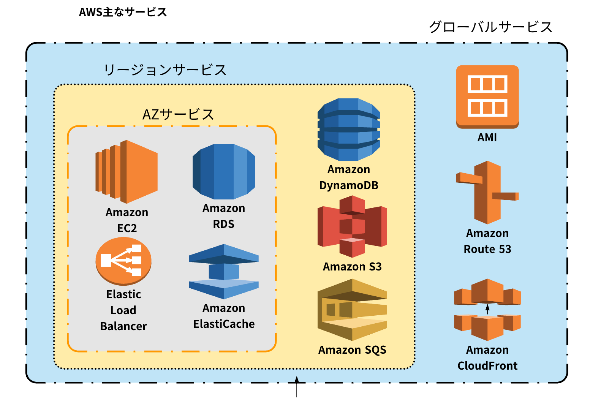 AWS主なサービス
グローバルサービス
リージョンサービス
AZサービス
Amazon
EC2
Amazon
RDS
Elastic
Load
Balancer
Amazon
ElastiCache
Amazon
DynamoDB
Amazon S3
Amazon SQS
AMI
Amazon
Route 53
Amazon
CloudFront